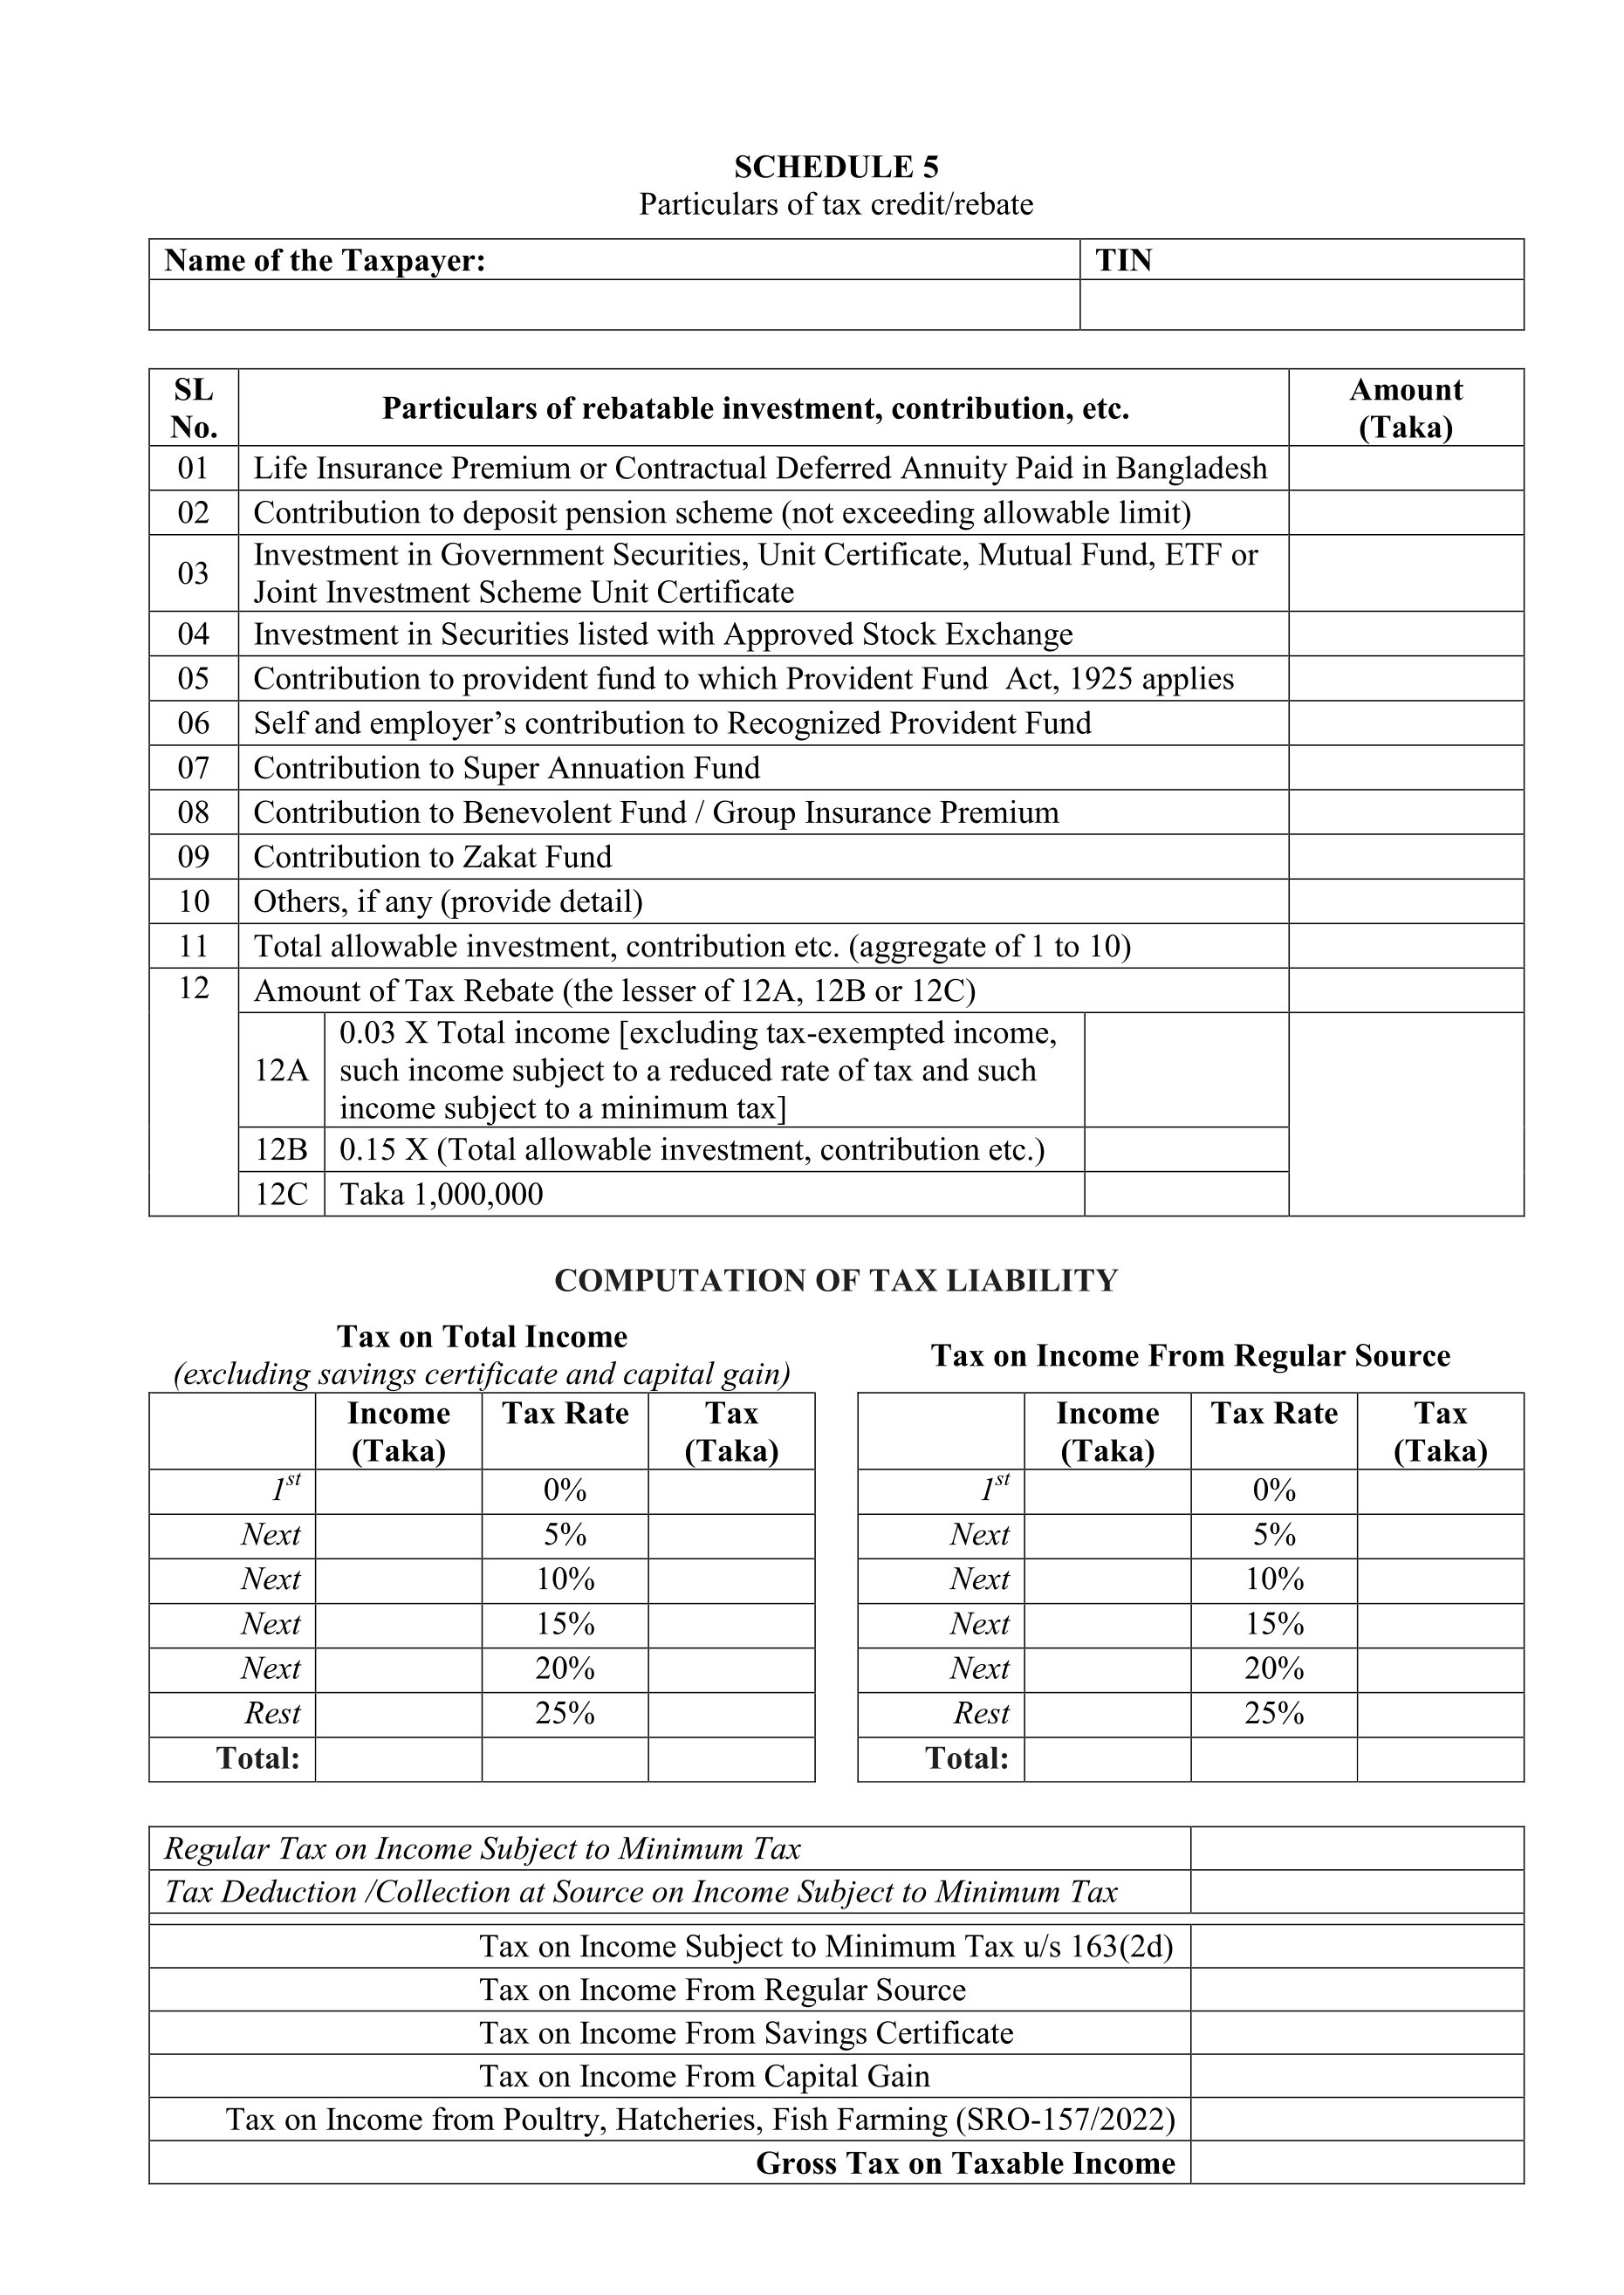 SCHEDULE 5
Particulars of tax credit/rebate
Name of the Taxpayer: TIN
SL No. Particulars of rebatable investment, contribution, etc. Amount (Taka)
01 Life Insurance Premium or Contractual Deferred Annuity Paid in Bangladesh
02 Contribution to deposit pension scheme (not exceeding allowable limit)
03 Investment in Government Securities, Unit Certificate, Mutual Fund, ETF or
Joint Investment Scheme Unit Certificate
04 Investment in Securities listed with Approved Stock Exchange
05 Contribution to provident fund to which Provident Fund Act, 1925 applies
06 Self and employer’s contribution to Recognized Provident Fund
07 Contribution to Super Annuation Fund
08 Contribution to Benevolent Fund / Group Insurance Premium
09 Contribution to Zakat Fund
10 Others, if any (provide detail)
11 Total allowable investment, contribution etc. (aggregate of 1 to 10)
12 Amount of Tax Rebate (the lesser of 12A, 12B or 12C)
12A 0.03 X Total income [excluding tax-exempted income,
such income subject to a reduced rate of tax and such
income subject to a minimum tax]
12B 0.15 X (Total allowable investment, contribution etc.)
12C Taka 1,000,000
COMPUTATION OF TAX LIABILITY
Tax on Total Income
(excluding savings certificate and capital gain)
Income (Taka) Tax Rate Tax (Taka)
1st 0%
Next 5%
Next 10%
Next 15%
Next 20%
Rest 25%
Total:
Tax on Income From Regular Source
Income (Taka) Tax Rate Tax (Taka)
1st 0%
Next 5%
Next 10%
Next 15%
Next 20%
Rest 25%
Total:
Regular Tax on Income Subject to Minimum Tax
Tax Deduction /Collection at Source on Income Subject to Minimum Tax
Tax on Income Subject to Minimum Tax u/s 163(2d)
Tax on Income From Regular Source
Tax on Income From Savings Certificate
Tax on Income From Capital Gain
Tax on Income from Poultry, Hatcheries, Fish Farming (SRO-157/2022)
Gross Tax on Taxable Income